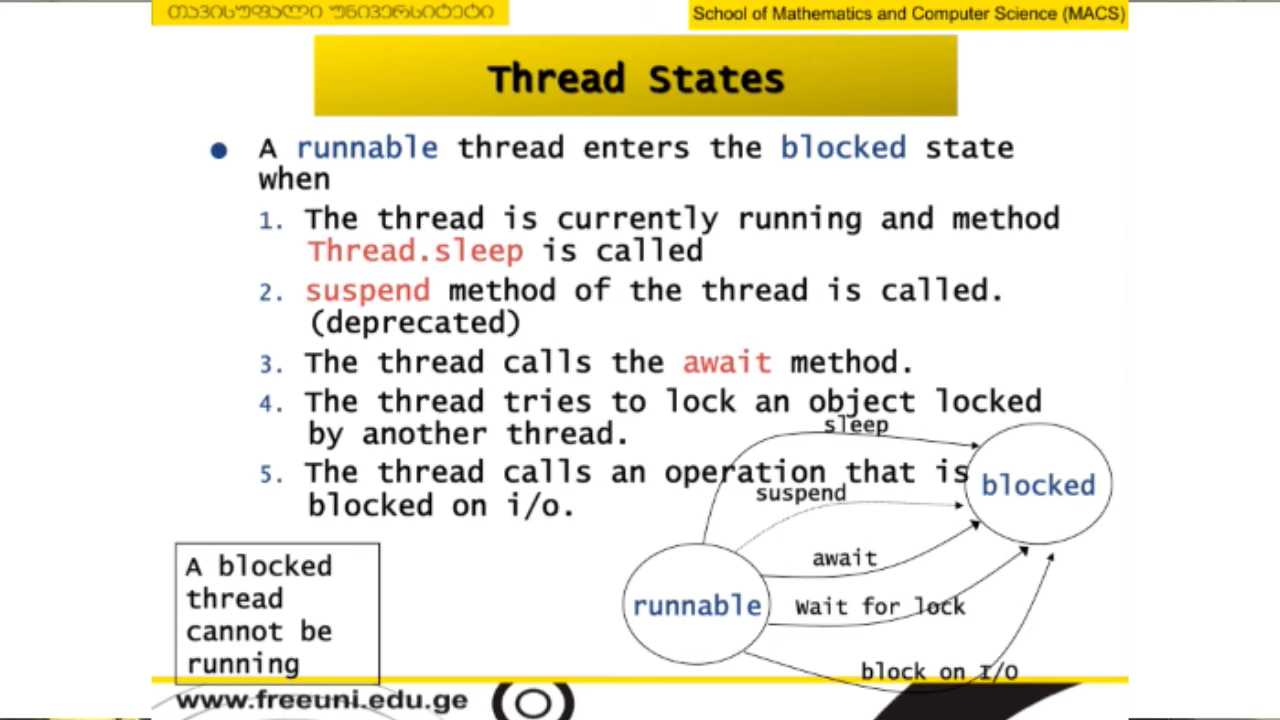 თავისუფალი უნივერსიტეტი
School of Mathematics and Computer Science (MACS)
Thread States
A runnable thread enters the blocked state
when
1. The thread is currently running and method
Thread.sleep is called
2. suspend method of the thread is called.
(deprecated)
3. The thread calls the await method.
4. The thread tries to lock an object locked
by another thread.
5. The thread calls an operation that is
blocked on i/o.
sleep
suspend
await
Wait for lock
block on I/O
runnable
blocked
A blocked
thread
cannot be
running
www.freeuni.edu.ge